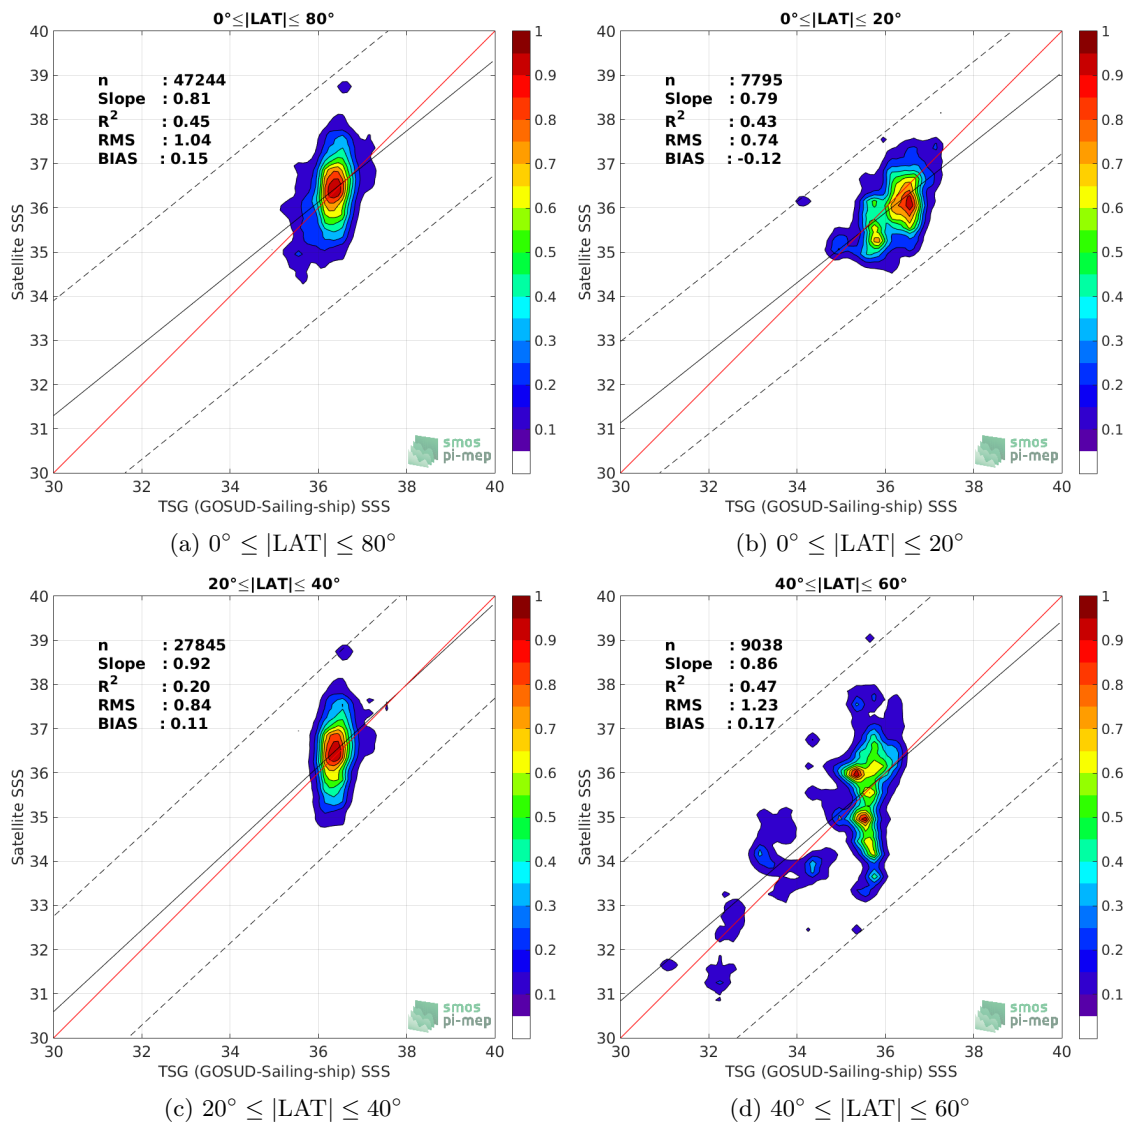 0°≤|LAT|≤ 80°
n : 47244
Slope : 0.81
R2 : 0.45
RMS : 1.04
BIAS : 0.15
Satellite SSS
40
39
38
37
36
35
34
33
32
31
30
30 32 34 36 38 40
TSG (GOSUD-Sailing-ship) SSS
1
0.9
0.8
0.7
0.6
0.5
0.4
0.3
0.2
0.1
smos
pi-mep
(a) 0° ≤ |LAT| ≤ 80°
0°≤|LAT|≤ 20°
n : 7795
Slope : 0.79
R2 : 0.43
RMS : 0.74
BIAS : -0.12
Satellite SSS
40
39
38
37
36
35
34
33
32
31
30
30 32 34 36 38 40
TSG (GOSUD-Sailing-ship) SSS
1
0.9
0.8
0.7
0.6
0.5
0.4
0.3
0.2
0.1
smos
pi-mep
(b) 0° ≤ |LAT| ≤ 20°
20°≤|LAT|≤ 40°
n : 27845
Slope : 0.92
R2 : 0.20
RMS : 0.84
BIAS : 0.11
Satellite SSS
40
39
38
37
36
35
34
33
32
31
30
30 32 34 36 38 40
TSG (GOSUD-Sailing-ship) SSS
1
0.9
0.8
0.7
0.6
0.5
0.4
0.3
0.2
0.1
smos
pi-mep
(c) 20° ≤ |LAT| ≤ 40°
40°≤|LAT|≤ 60°
n : 9038
Slope : 0.86
R2 : 0.47
RMS : 1.23
BIAS : 0.17
Satellite SSS
40
39
38
37
36
35
34
33
32
31
30
30 32 34 36 38 40
TSG (GOSUD-Sailing-ship) SSS
1
0.9
0.8
0.7
0.6
0.5
0.4
0.3
0.2
0.1
smos
pi-mep
(d) 40° ≤ |LAT| ≤ 60°